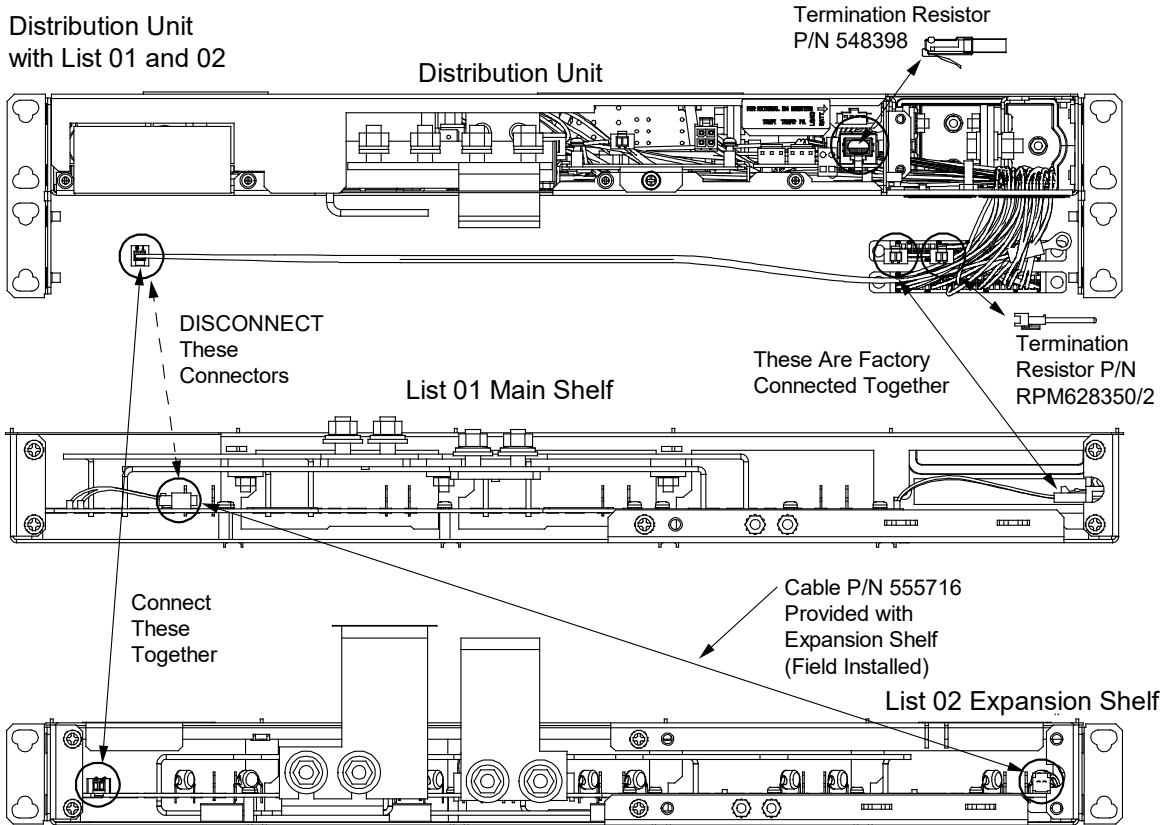 Distribution Unit
with List 01 and 02
Termination Resistor
P/N 548398
Distribution Unit
DISCONNECT
These
Connectors
These Are Factory
Connected Together
Termination
Resistor P/N
RPM628350/2
List 01 Main Shelf
Connect
These
Together
Cable P/N 555716
Provided with
Expansion Shelf
(Field Installed)
List 02 Expansion Shelf